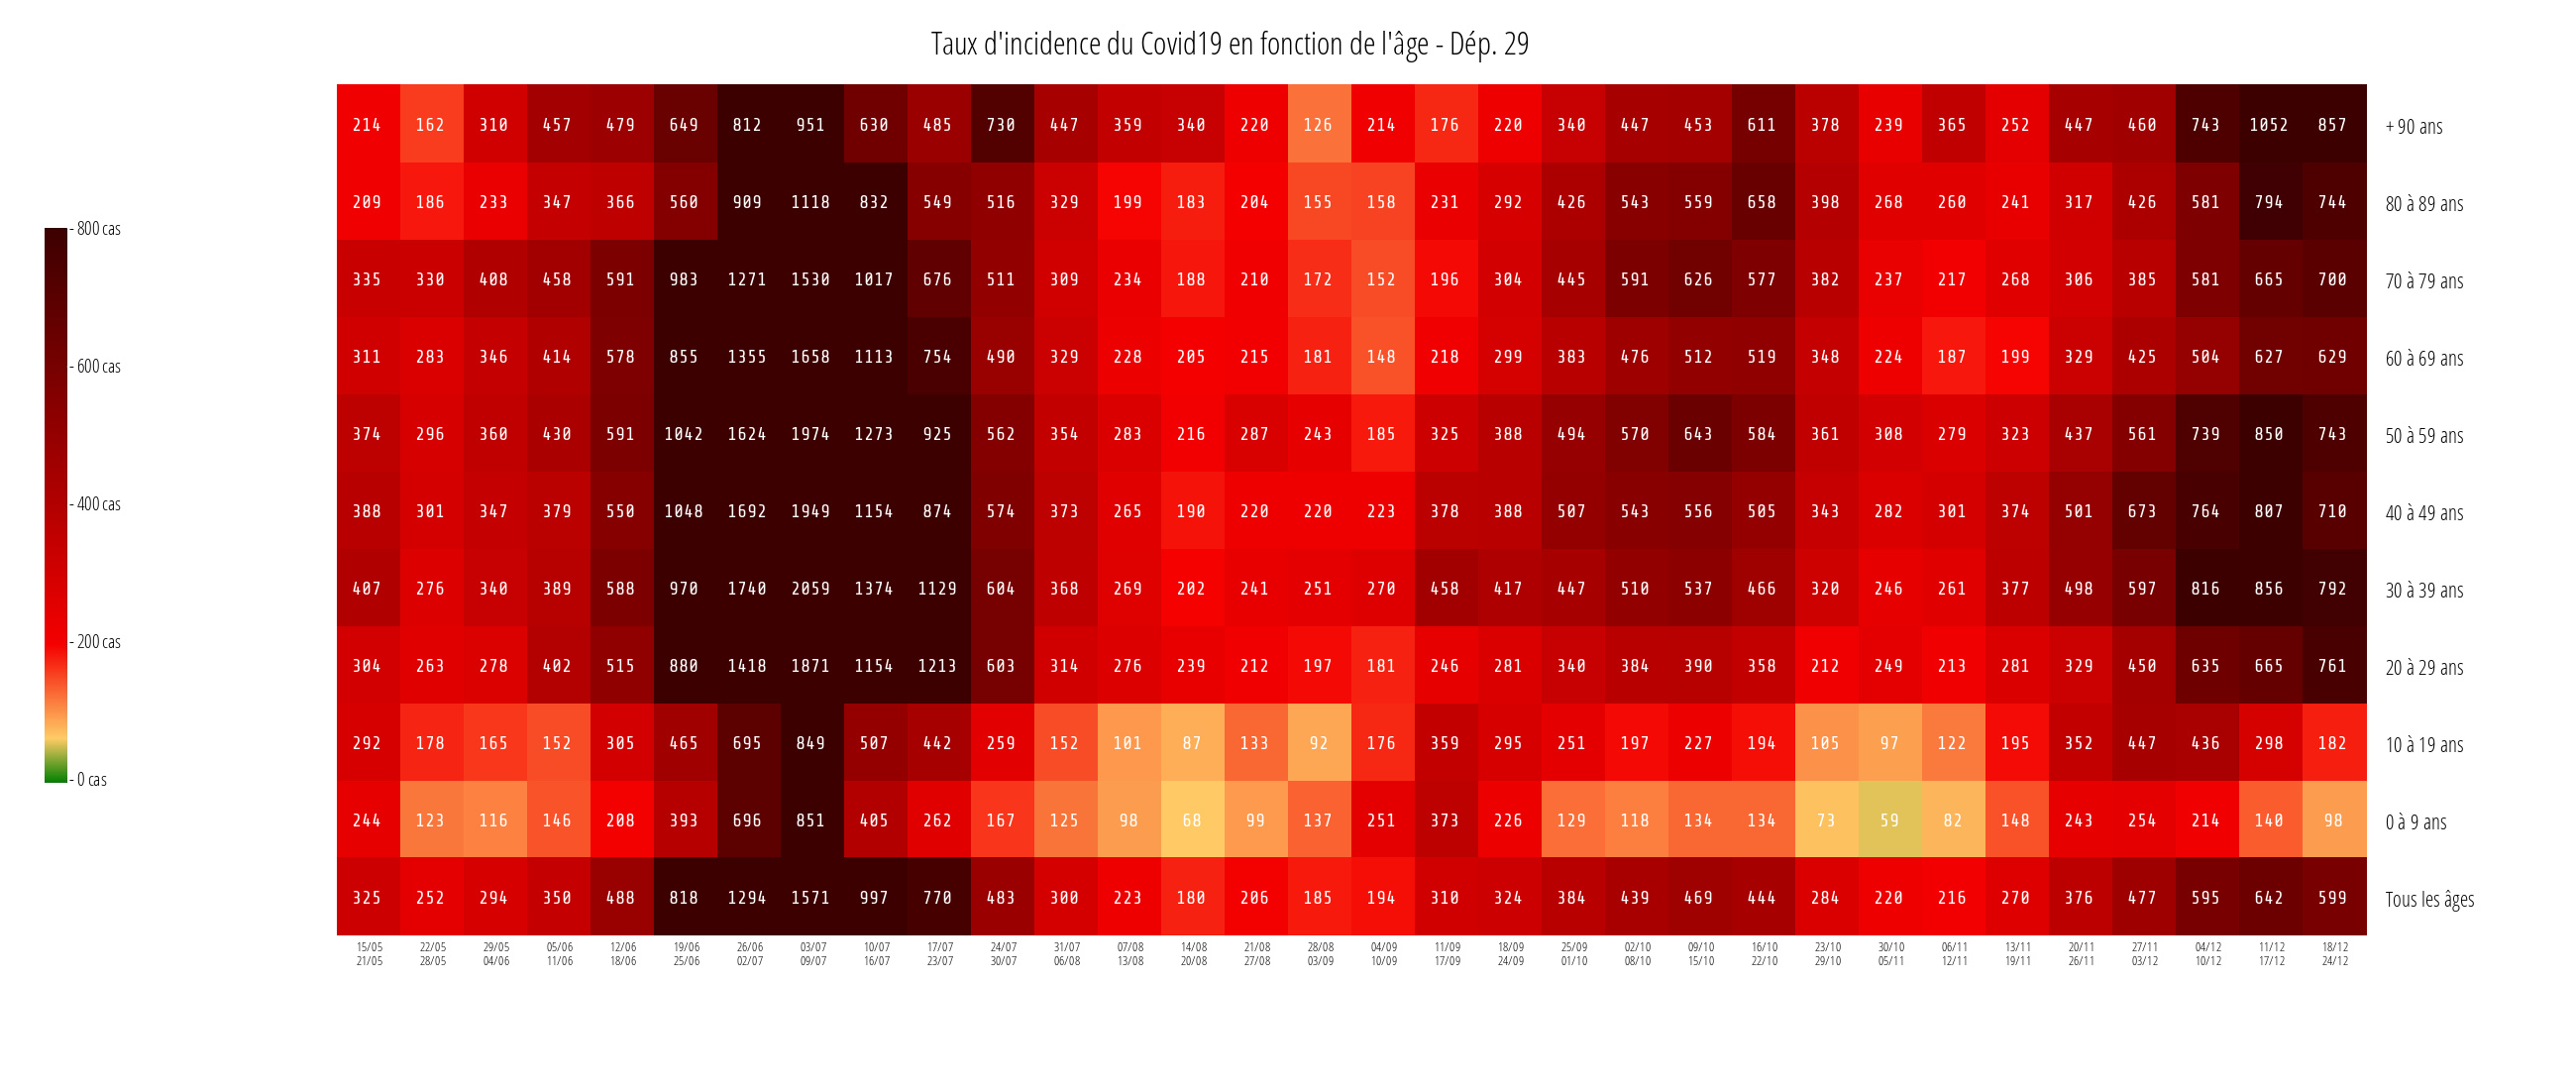 Taux d'incidence du Covid19 en fonction de l'âge - Dép. 29
- 800 cas
- 600 cas
- 400 cas
- 200 cas
- 0 cas
214 162 310 457 479 649 812 951 630 485 730 447 359 340 220 126 214 176 220 340 447 453 611 378 239 365 252 447 460 743 1052 857 + 90 ans
209 186 233 347 366 560 909 1118 832 549 516 329 199 183 204 155 158 231 292 426 543 559 658 398 268 260 241 317 426 581 794 744 80 à 89 ans
335 330 408 458 591 983 1271 1530 1017 676 511 309 234 188 210 172 152 196 304 445 591 626 577 382 237 217 268 306 385 581 665 700 70 à 79 ans
311 283 346 414 578 855 1355 1658 1113 754 490 329 228 205 215 181 148 218 299 383 476 512 519 348 224 187 199 329 425 504 627 629 60 à 69 ans
374 296 360 430 591 1042 1624 1974 1273 925 562 354 283 216 287 243 185 325 388 494 570 643 584 361 308 279 323 437 561 739 850 743 50 à 59 ans
388 301 347 379 550 1048 1692 1949 1154 874 574 373 265 190 220 220 223 378 388 507 543 556 505 343 282 301 374 501 673 764 807 710 40 à 49 ans
407 276 340 389 588 970 1740 2059 1374 1129 604 368 269 202 241 251 270 458 417 447 510 537 466 320 246 261 377 498 597 816 856 792 30 à 39 ans
304 263 278 402 515 880 1418 1871 1154 1213 603 314 276 239 212 197 181 246 281 340 384 390 358 212 249 213 281 329 450 635 665 761 20 à 29 ans
292 178 165 152 305 465 695 849 507 442 259 152 101 87 133 92 176 359 295 251 197 227 194 105 97 122 195 352 447 436 298 182 10 à 19 ans
244 123 116 146 208 393 696 851 405 262 167 125 98 68 99 137 251 373 226 129 118 134 134 73 59 82 148 243 254 214 140 98 0 à 9 ans
325 252 294 350 488 818 1294 1571 997 770 483 300 223 180 206 185 194 310 324 384 439 469 444 284 220 216 270 376 477 595 642 599 Tous les âges
15/05 22/05 29/05 05/06 12/06 19/06 26/06 03/07 10/07 17/07 24/07 31/07 07/08 14/08 21/08 28/08 04/09 11/09 18/09 25/09 02/10 09/10 16/10 23/10 30/10 06/11 13/11 20/11 27/11 04/12 11/12 18/12
21/05 28/05 04/06 11/06 18/06 25/06 02/07 09/07 16/07 23/07 30/07 06/08 13/08 20/08 27/08 03/09 10/09 17/09 24/09 01/10 08/10 15/10 22/10 29/10 05/11 12/11 19/11 26/11 03/12 10/12 17/12 24/12